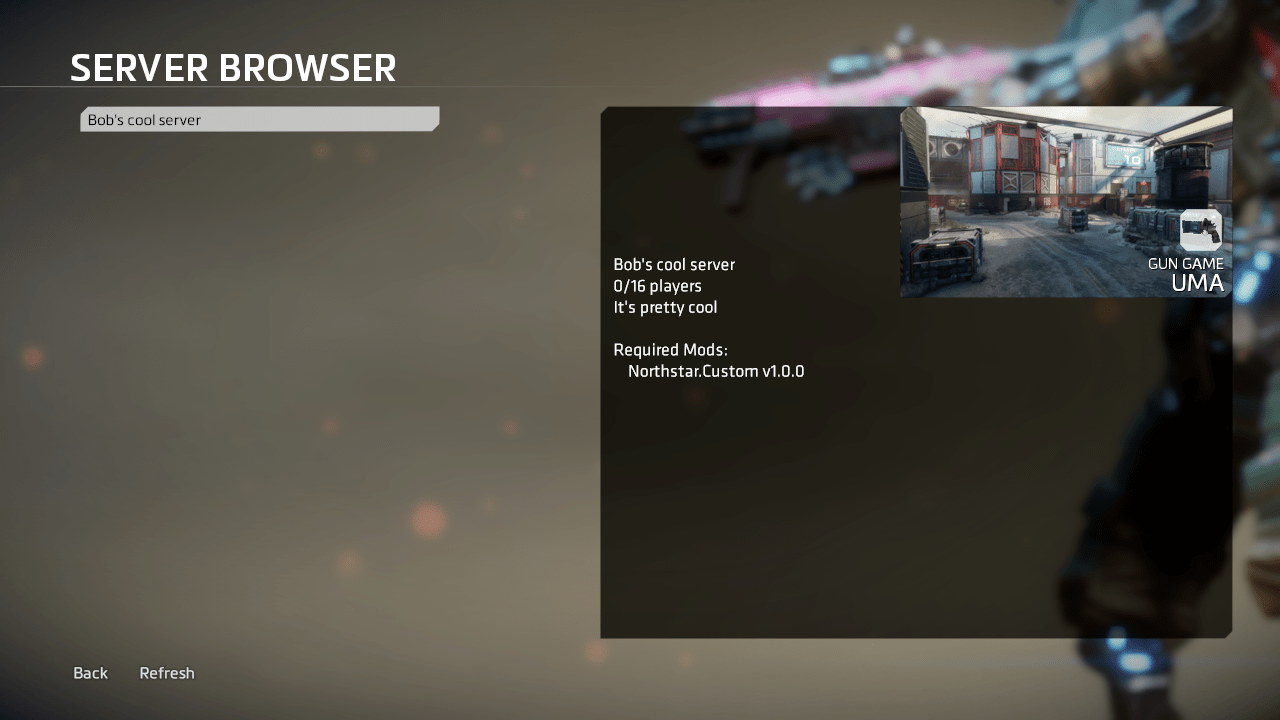 SERVER BROWSER
Bob's cool server
10
GUN GAME
UMA
Bob's cool server
0/16 players
It's pretty cool
Required Mods:
Northstar.Custom v1.0.0
Back
Refresh